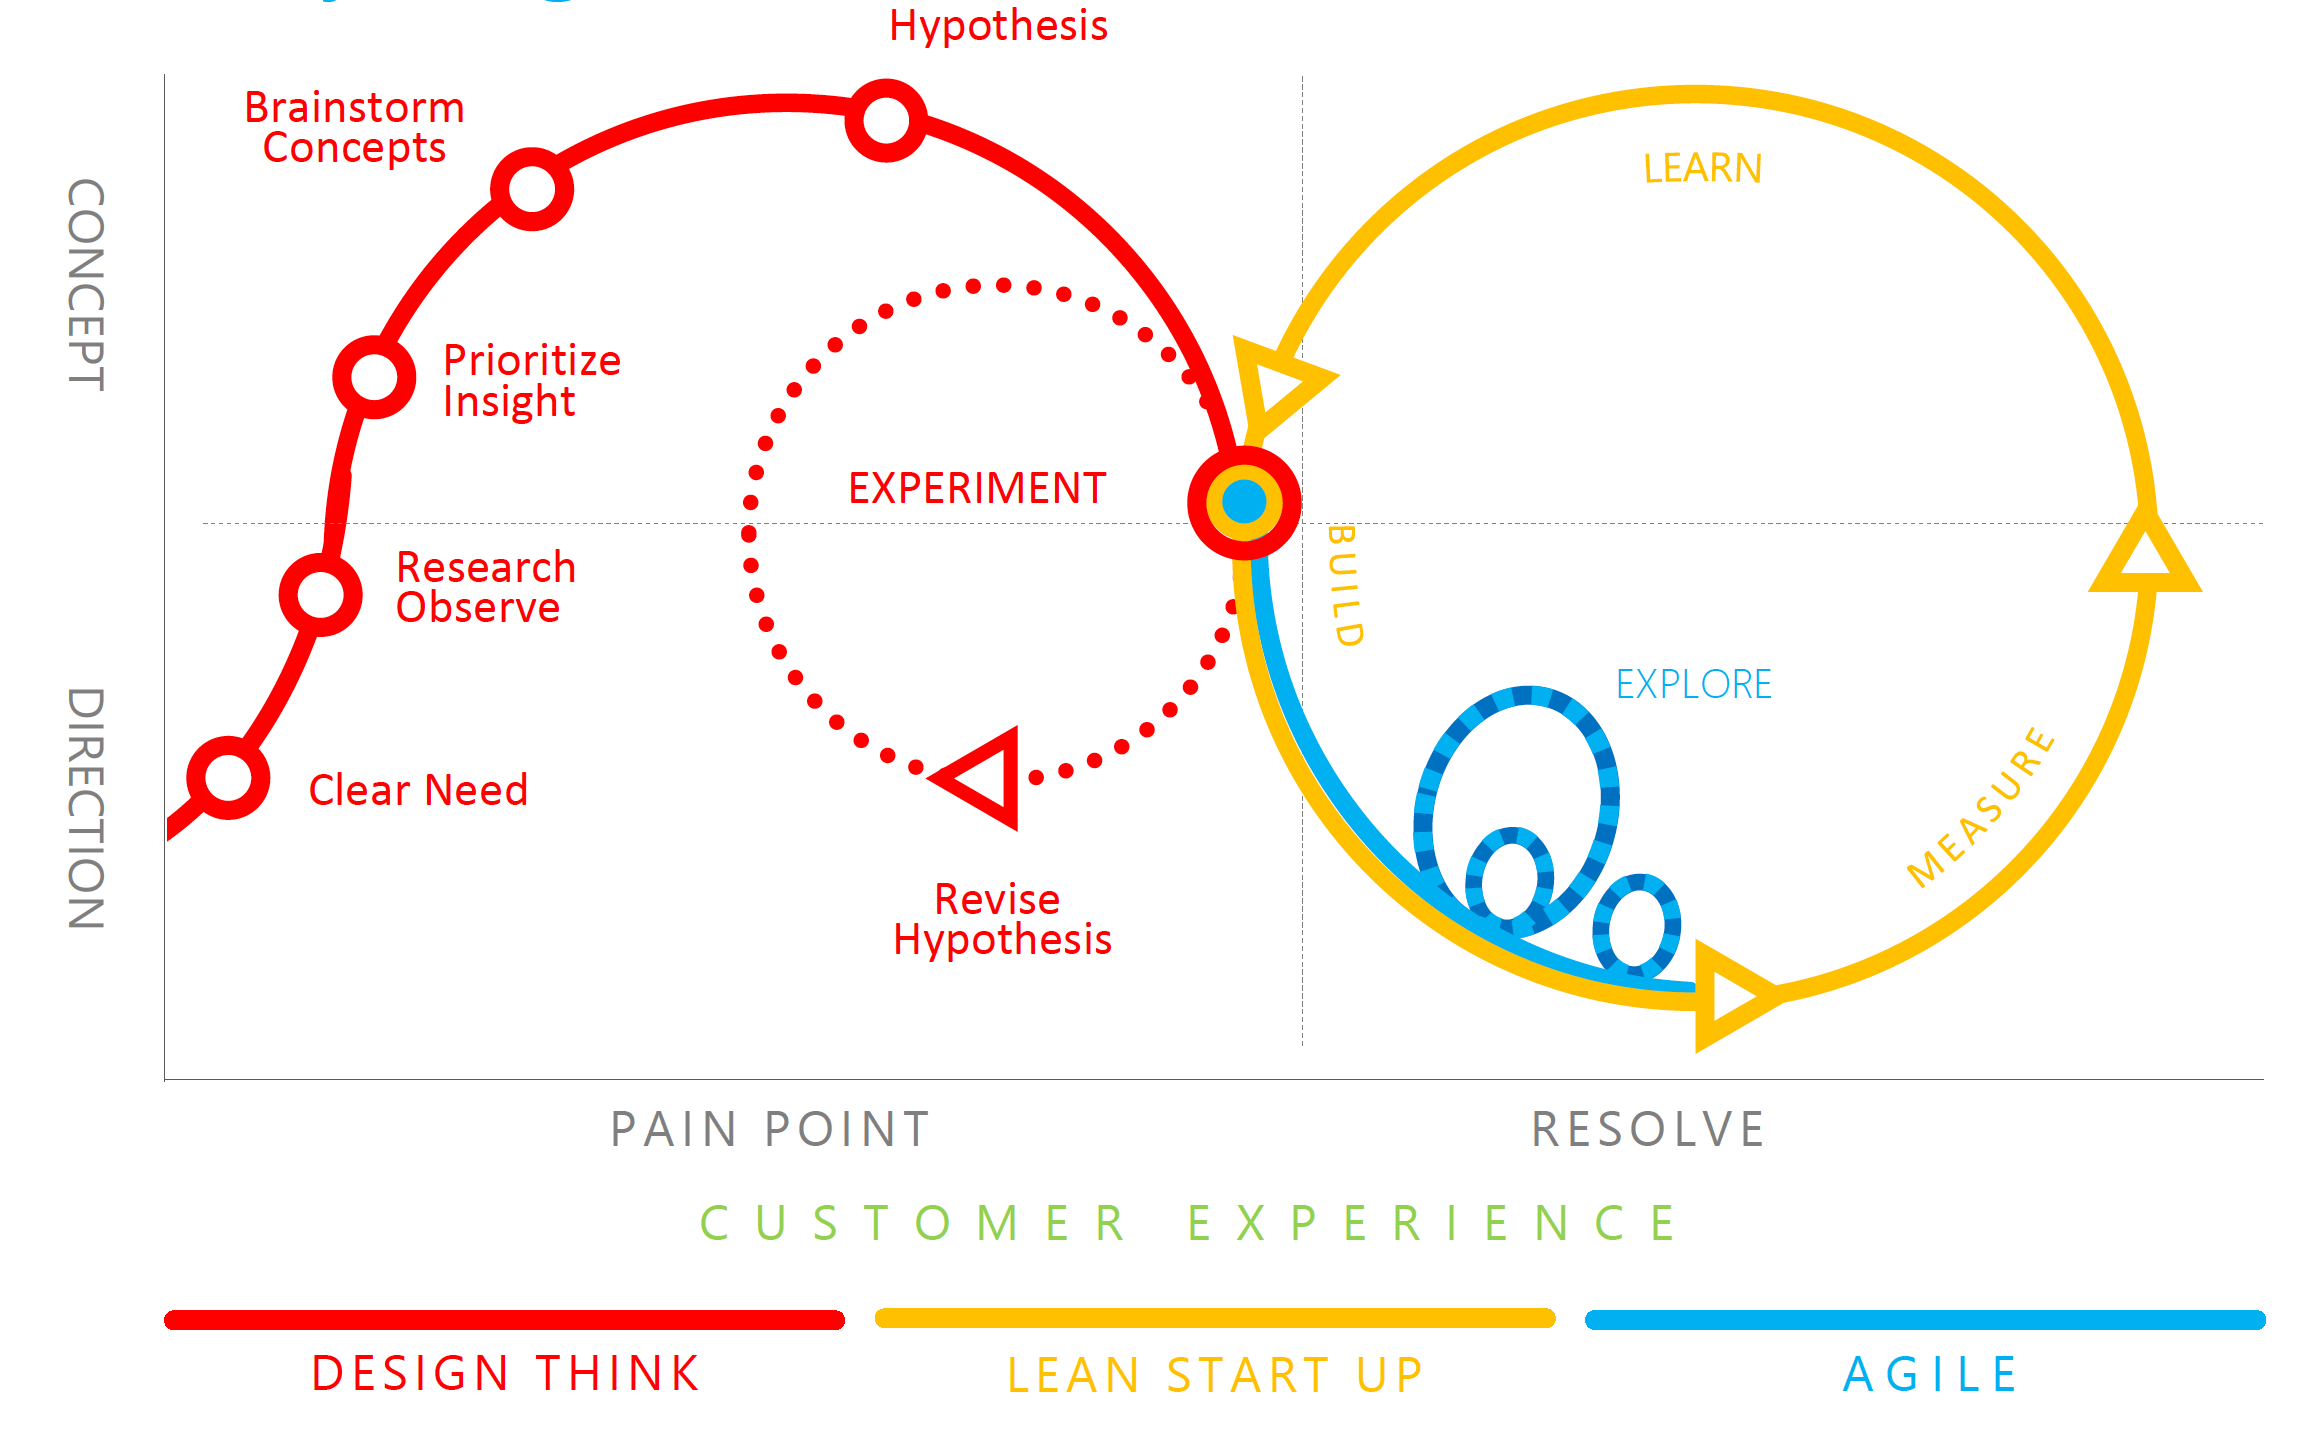 Hypothesis
Brainstorm
Concepts
LEARN
CONCEPT
Prioritize
Insight
EXPERIMENT
BUILD
Research
Observe
EXPLORE
DIRECTION
MEASURE
Clear Need
Revise
Hypothesis
PAIN POINT
RESOLVE
CUSTOMER EXPERIENCE
DESIGN THINK
LEAN START UP
AGILE